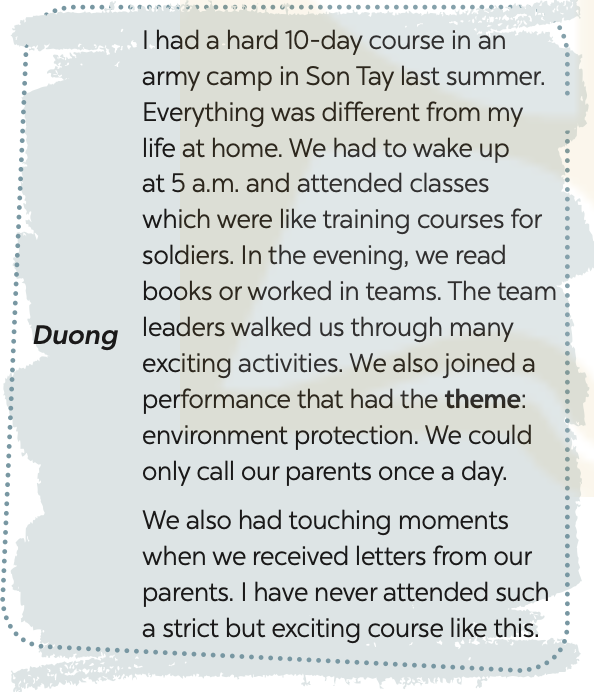 I had a hard 10-day course in an
army camp in Son Tay last summer.
Everything was different from my
life at home. We had to wake up
at 5 a.m. and attended classes
which were like training courses for
soldiers. In the evening, we read
books or worked in teams. The team
Duong
leaders walked us through many
exciting activities. We also joined a
performance that had the theme:
environment protection. We could
only call our parents once a day.
We also had touching moments
when we received letters from our
parents. I have never attended such
a strict but exciting course like this.